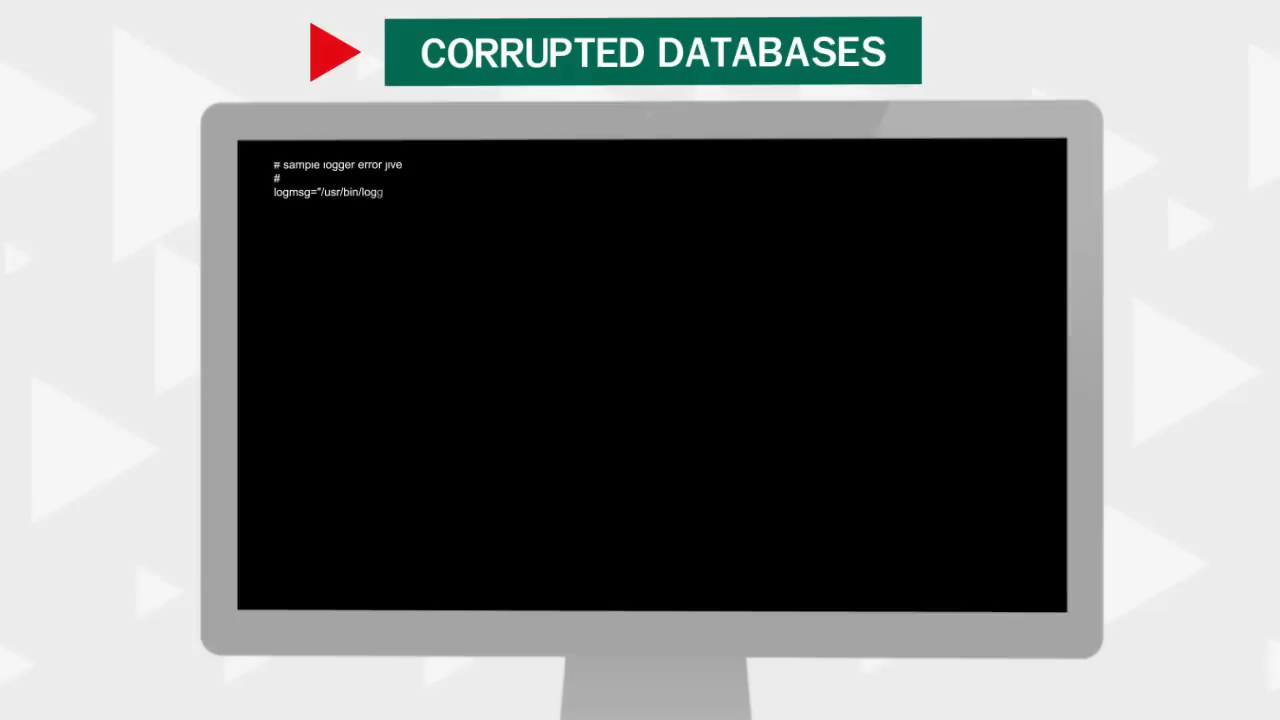 CORRUPTED DATABASES
# sample logger error jive
#
logmsg="/usr/bin/logg